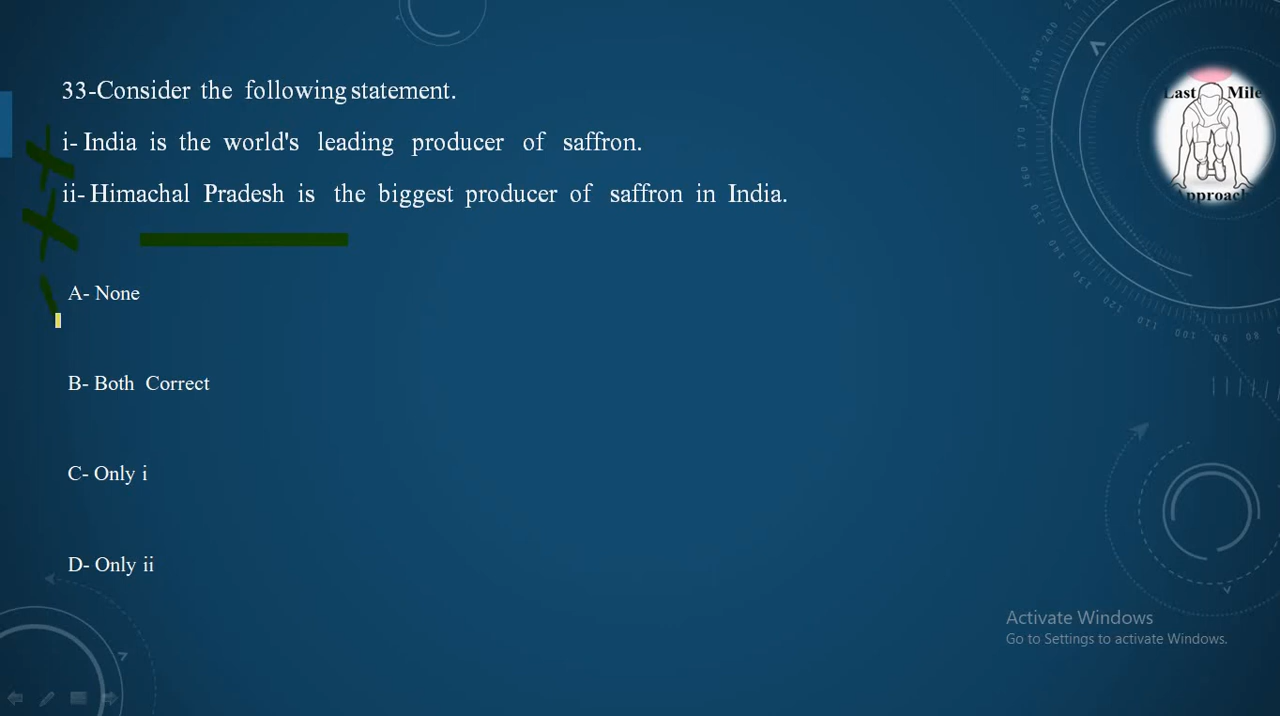 33-Consider the following statement.
i- India is the world's leading producer of saffron.
ii- Himachal Pradesh is the biggest producer of saffron in India.
A- None
B- Both Correct
C- Only i
D- Only ii
Last Mile
Approach
Activate Windows
Go to Settings to activate Windows.